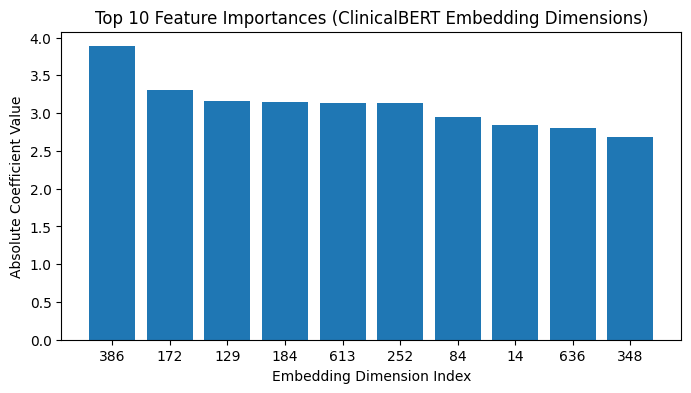 Top 10 Feature Importances (ClinicalBERT Embedding Dimensions)
Absolute Coefficient Value
4.0
3.5
3.0
2.5
2.0
1.5
1.0
0.5
0.0
386 172 129 184 613 252 84 14 636 348
Embedding Dimension Index